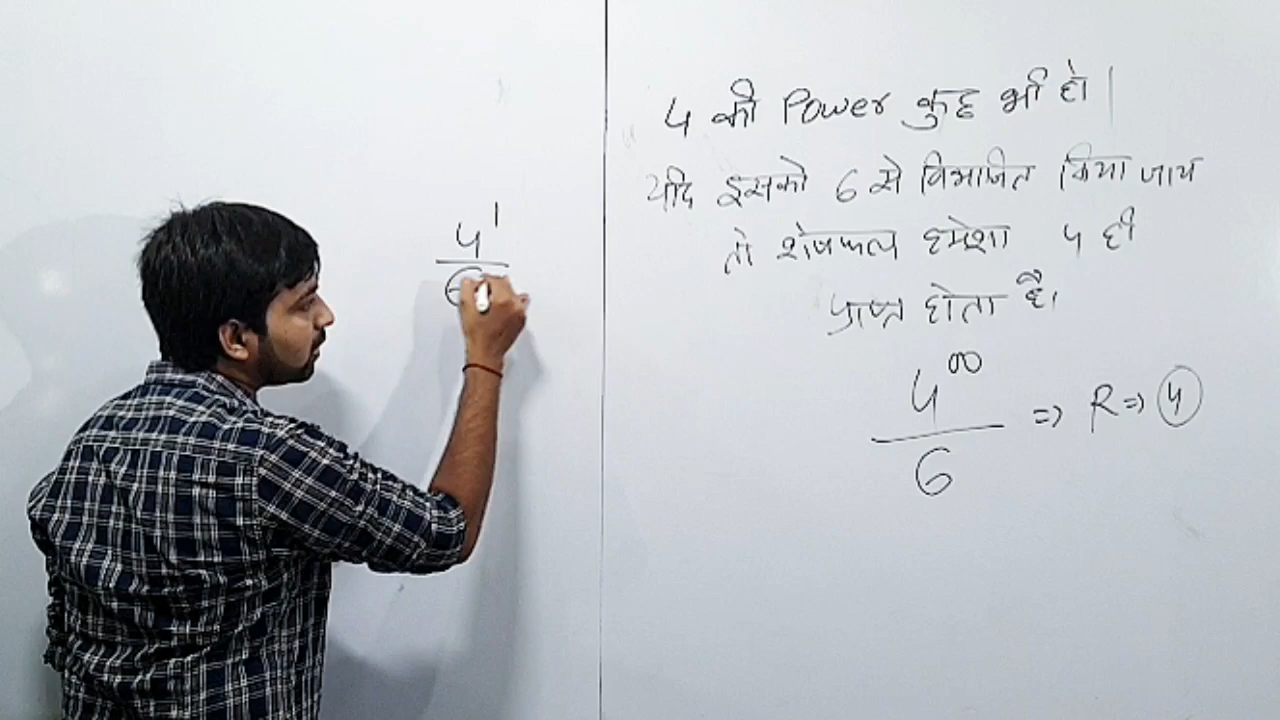 4¹
6
4 की Power कुछ भी हो।
यदि इसको 6 से विभाजित किया जाय
तो शेषफल हमेशा 4 ही
प्राप्त होता है।
4^∞
6
=> R => 4